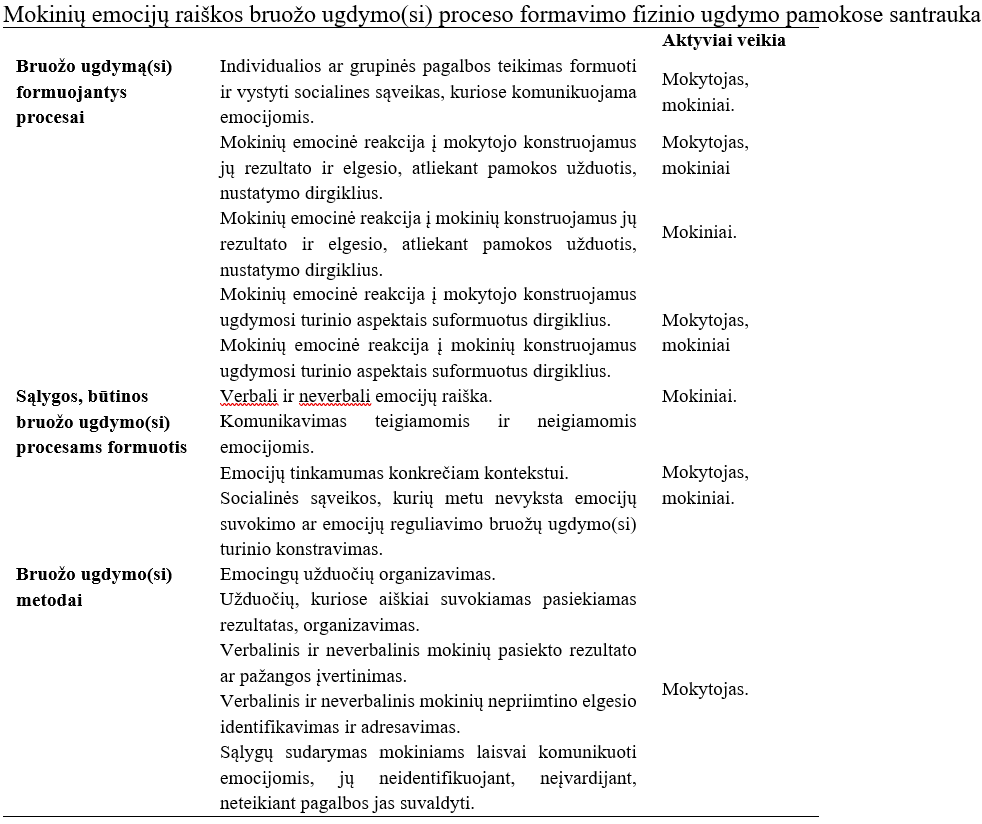 Mokinių emocijų raiškos bruožo ugdymo(si) proceso formavimo fizinio ugdymo pamokose santrauka
Aktyviai veikia
Bruožo ugdymą(si)
formuojantys
procesai
Individualios ar grupinės pagalbos teikimas formuoti
ir vystyti socialines sąveikas, kuriose komunikuojama
emocijomis.
Mokytojas,
mokiniai.
Mokinių emocinė reakcija į mokytojo konstruojamus
jų rezultato ir elgesio, atliekant pamokos užduotis,
nustatymo dirgiklius.
Mokytojas,
mokiniai
Mokinių emocinė reakcija į mokinių konstruojamus jų
rezultato ir elgesio, atliekant pamokos užduotis,
nustatymo dirgiklius.
Mokiniai.
Mokinių emocinė reakcija į mokytojo konstruojamus
ugdymosi turinio aspektais suformuotus dirgiklius.
Mokinių emocinė reakcija į mokinių konstruojamus
ugdymosi turinio aspektais suformuotus dirgiklius.
Mokytojas,
mokiniai
Sąlygos, būtinos
bruožo ugdymo(si)
procesams formuotis
Verbali ir neverbali emocijų raiška.
Mokiniai.
Komunikavimas teigiamomis ir neigiamomis
emocijomis.
Emocijų tinkamumas konkrečiam kontekstui.
Socialinės sąveikos, kurių metu nevyksta emocijų
suvokimo ar emocijų reguliavimo bruožų ugdymo(si)
turinio konstravimas.
Mokytojas,
mokiniai.
Bruožo ugdymo(si)
metodai
Emocingų užduočių organizavimas.
Užduočių, kuriose aiškiai suvokiamas pasiekiamas
rezultatas, organizavimas.
Verbalinis ir neverbalinis mokinių pasiekto rezultato
ar pažangos įvertinimas.
Verbalinis ir neverbalinis mokinių nepriimtino elgesio
identifikavimas ir adresavimas.
Sąlygų sudarymas mokiniams laisvai komunikuoti
emocijomis, jų neidentifikuojant, neįvardijant,
neteikiant pagalbos jas suvaldyti.
Mokytojas.